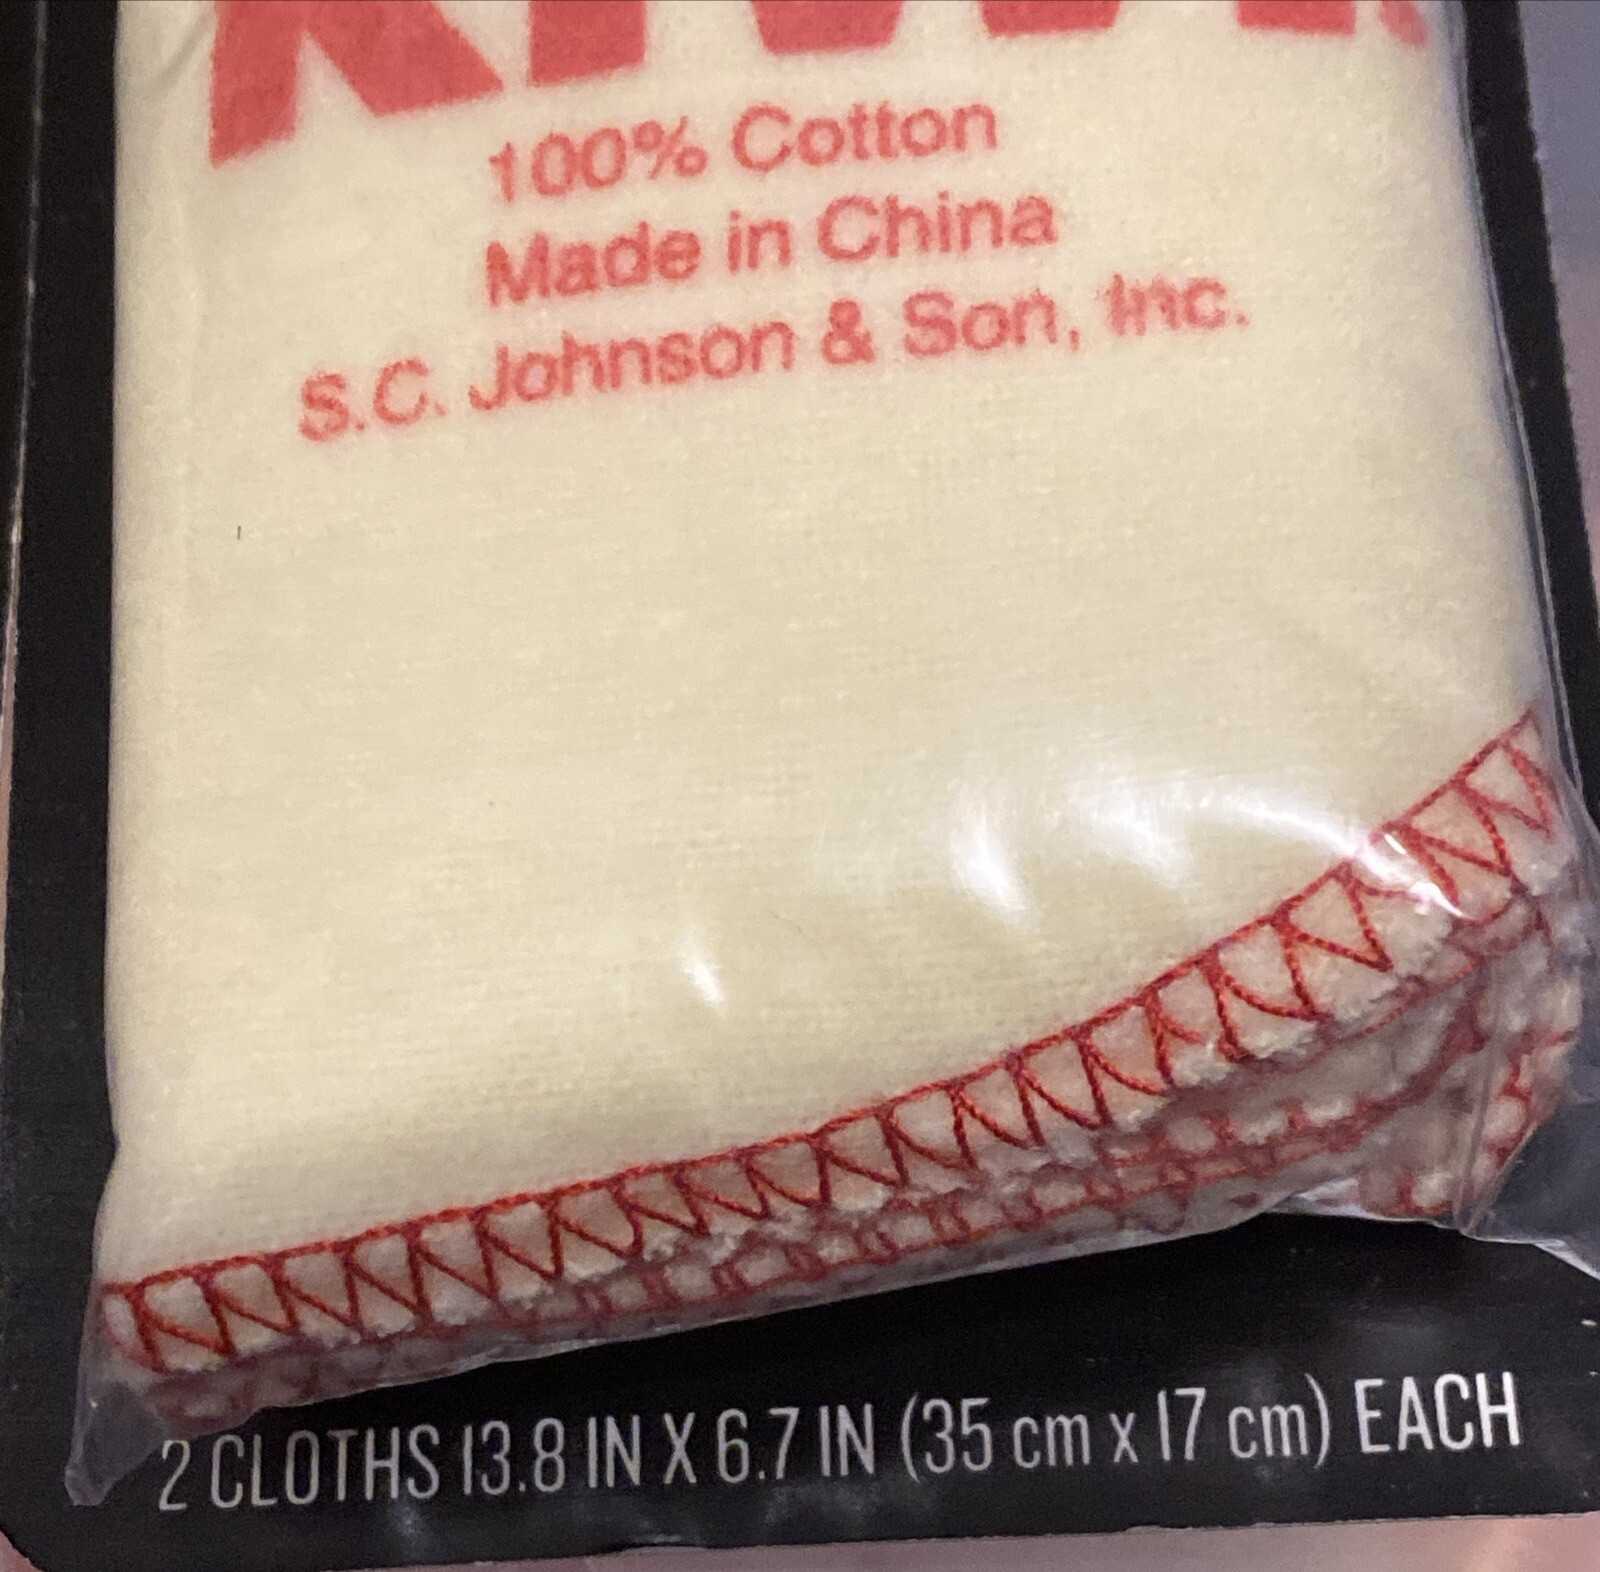 KIWI
100% Cotton
Made in China
S.C. Johnson & Son, Inc.
2 CLOTHS 13.8 IN X 6.7 IN (35 cm x 17 cm) EACH